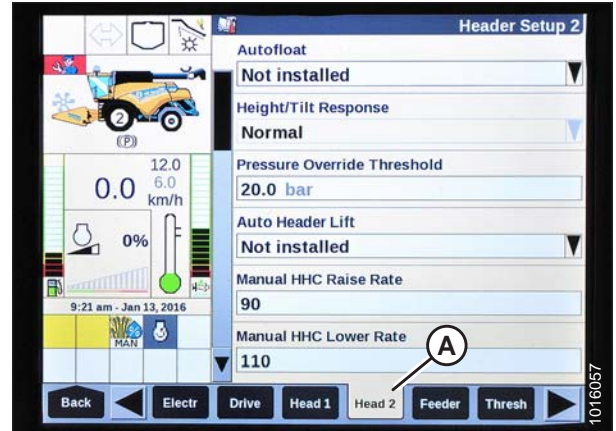 Header Setup 2
Autofloat
Not installed
Height/Tilt Response
Normal
Pressure Override Threshold
20.0 bar
Auto Header Lift
Not installed
Manual HHC Raise Rate
90
Manual HHC Lower Rate
110
2
(P)
12.0
0.0
6.0
km/h
0%
9:21 am - Jan 13, 2016
MAN
A
Back
Electr
Drive
Head 1
Head 2
Feeder
Thresh
1016057